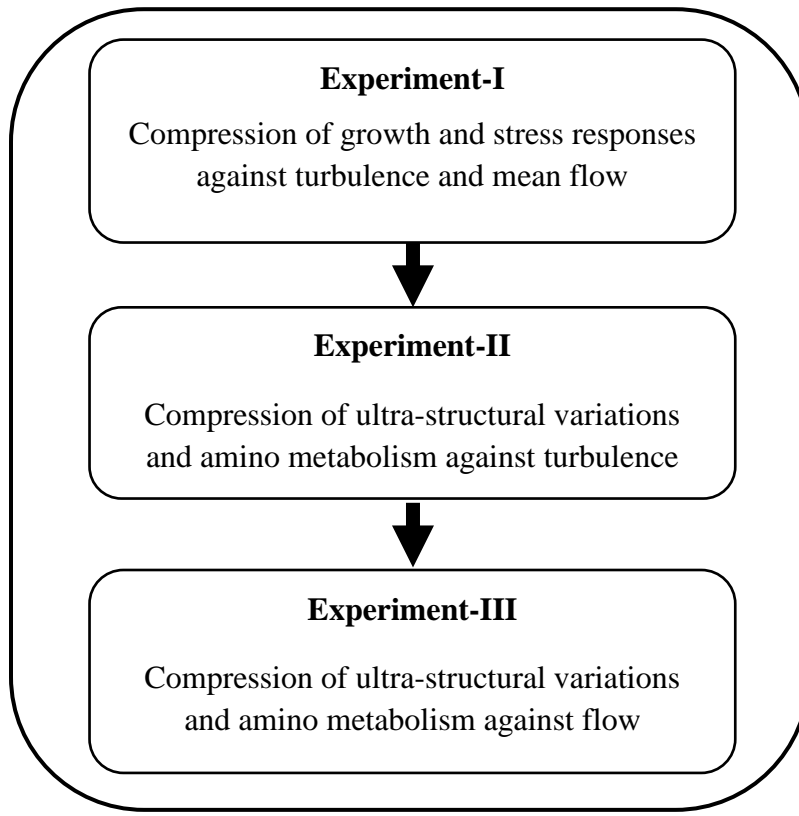 Experiment-I
Compression of growth and stress responses
against turbulence and mean flow
Experiment-II
Compression of ultra-structural variations
and amino metabolism against turbulence
Experiment-III
Compression of ultra-structural variations
and amino metabolism against flow